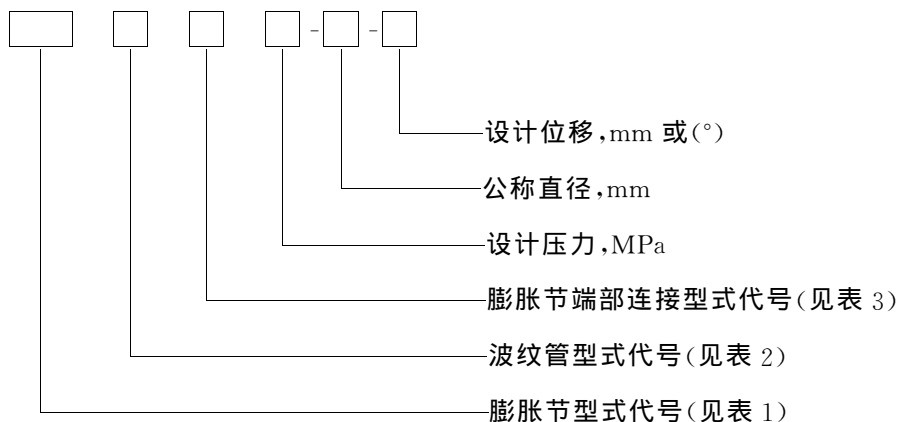 - -
设计位移,mm 或(°)
公称直径,mm
设计压力,MPa
膨胀节端部连接型式代号(见表 3)
波纹管型式代号(见表 2)
膨胀节型式代号(见表 1)